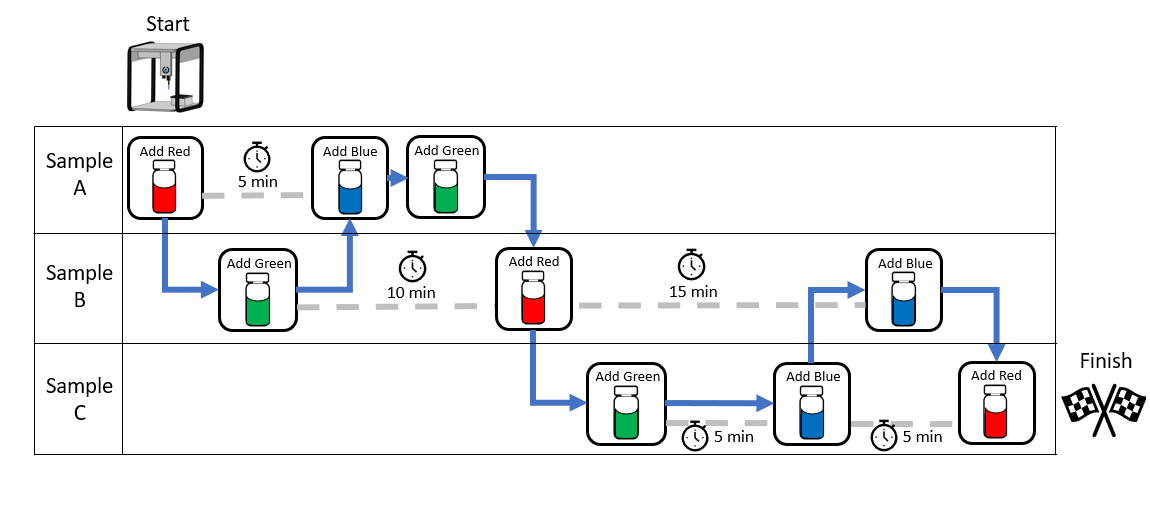 Start
Sample
A
Add Red
5 min
Add Blue
Add Green
Sample
B
Add Green
10 min
Add Red
15 min
Add Blue
Sample
C
Add Green
5 min
Add Blue
5 min
Add Red
Finish